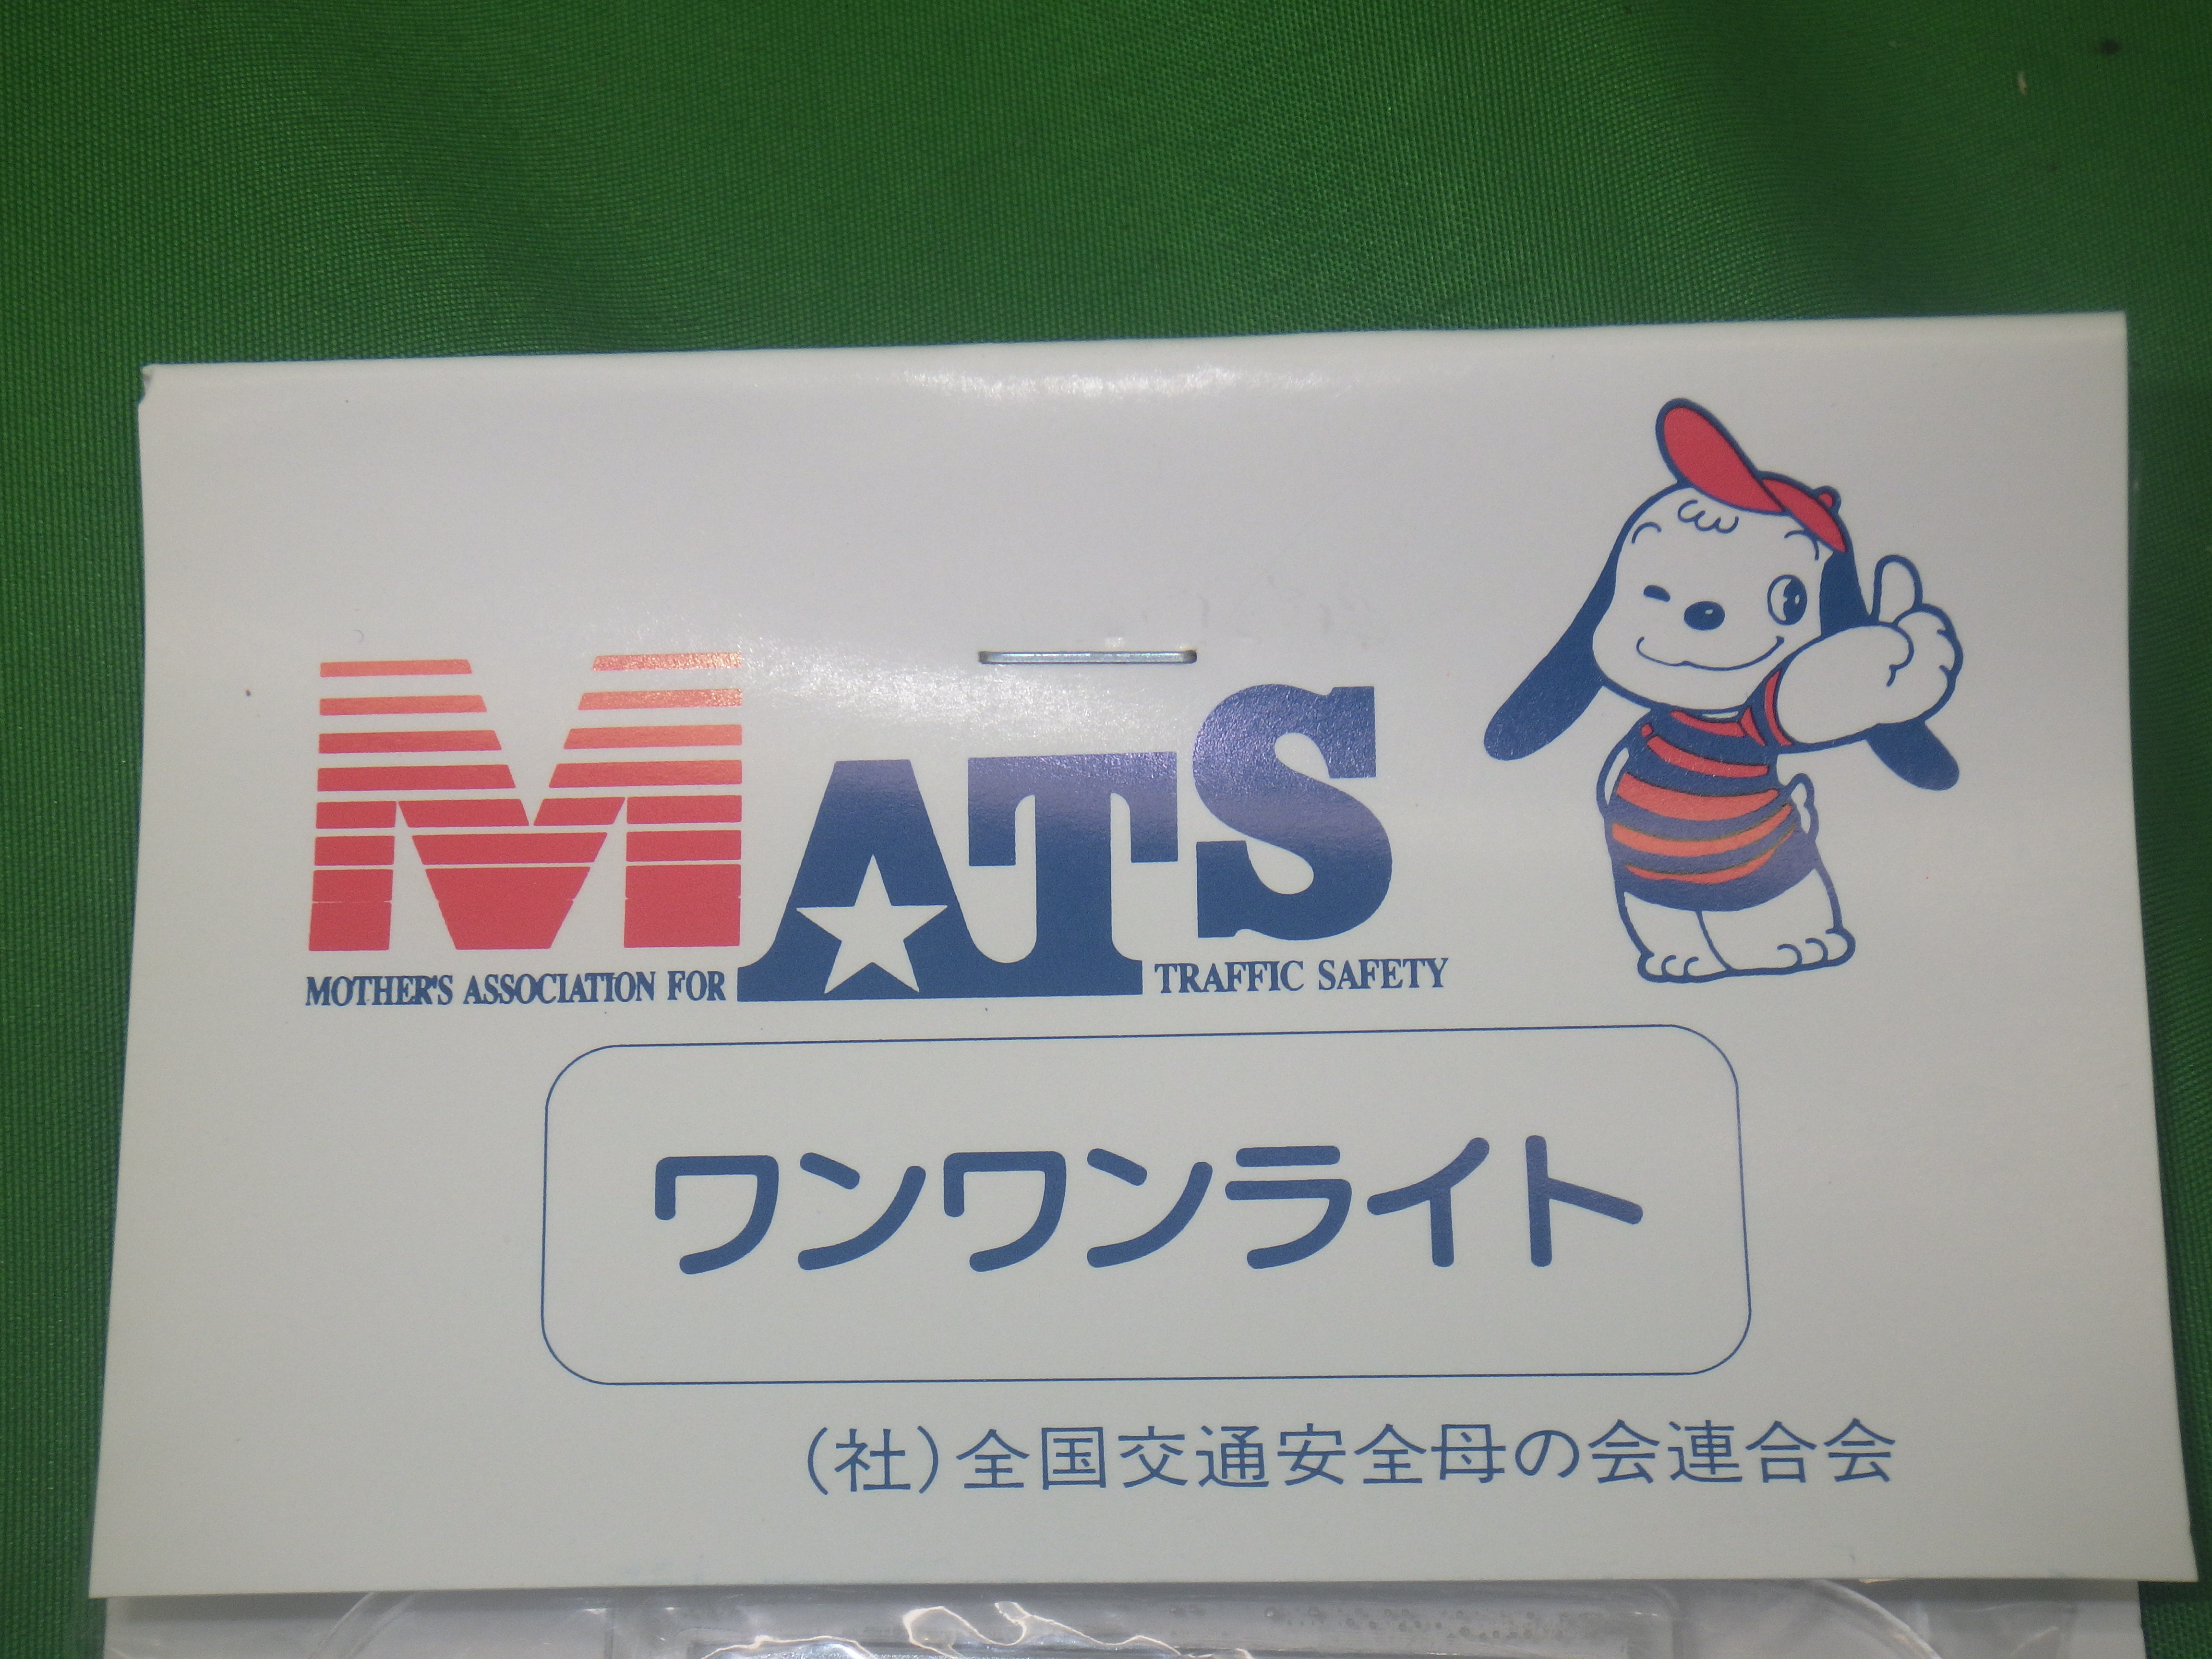 MATS
MOTHER'S ASSOCIATION FOR TRAFFIC SAFETY
ワンワンライト
(社)全国交通安全母の会連合会